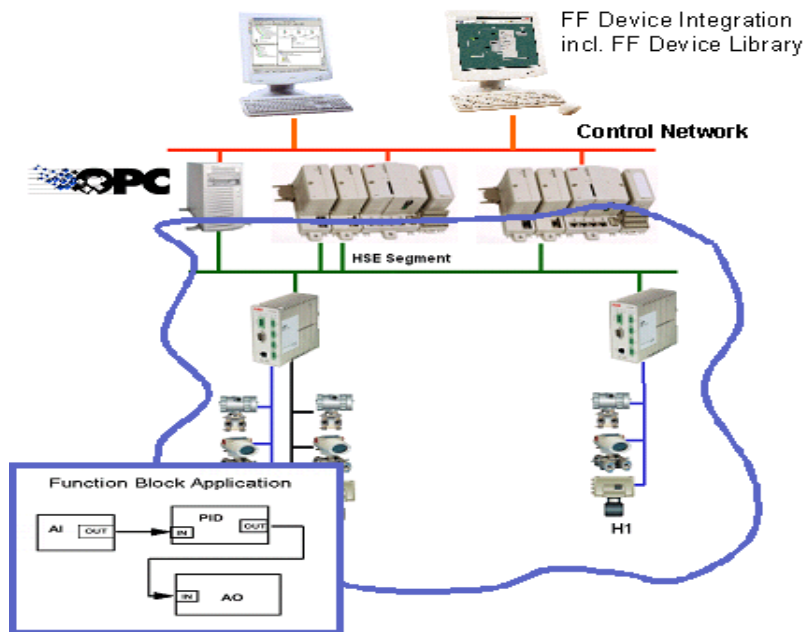 FF Device Integration
incl. FF Device Library
Control Network
OPC
HSE Segment
Function Block Application
AI
OUT
PID
IN
OUT
IN
AO
H1